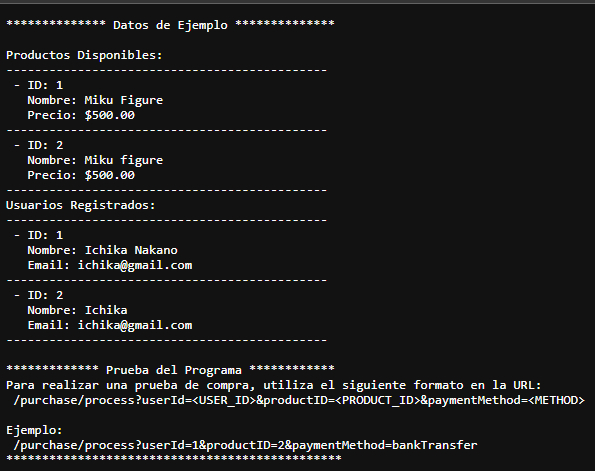 ************** Datos de Ejemplo **************
Productos Disponibles:
---------------------------------------------
- ID: 1
Nombre: Miku Figure
Precio: $500.00
---------------------------------------------
- ID: 2
Nombre: Miku figure
Precio: $500.00
---------------------------------------------
Usuarios Registrados:
---------------------------------------------
- ID: 1
Nombre: Ichika Nakano
Email: ichika@gmail.com
---------------------------------------------
- ID: 2
Nombre: Ichika
Email: ichika@gmail.com
---------------------------------------------
************* Prueba del Programa ************
Para realizar una prueba de compra, utiliza el siguiente formato en la URL:
/purchase/process?userId=<USER_ID>&productID=<PRODUCT_ID>&paymentMethod=<METHOD>
Ejemplo:
/purchase/process?userId=1&productID=2&paymentMethod=bankTransfer
***********************************************